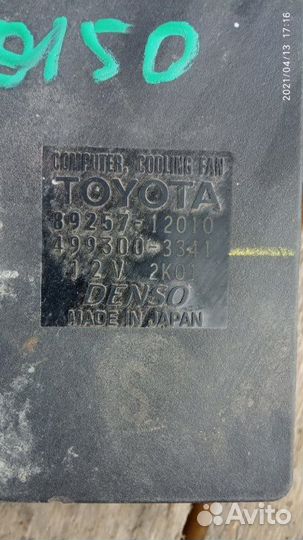 9150
2021/04/13 17:16
COMPUTER, COOLING FAN
TOYOTA
89257-12010
499300-3341
12V 2K01
DENSO
MADE IN JAPAN
S
Avito